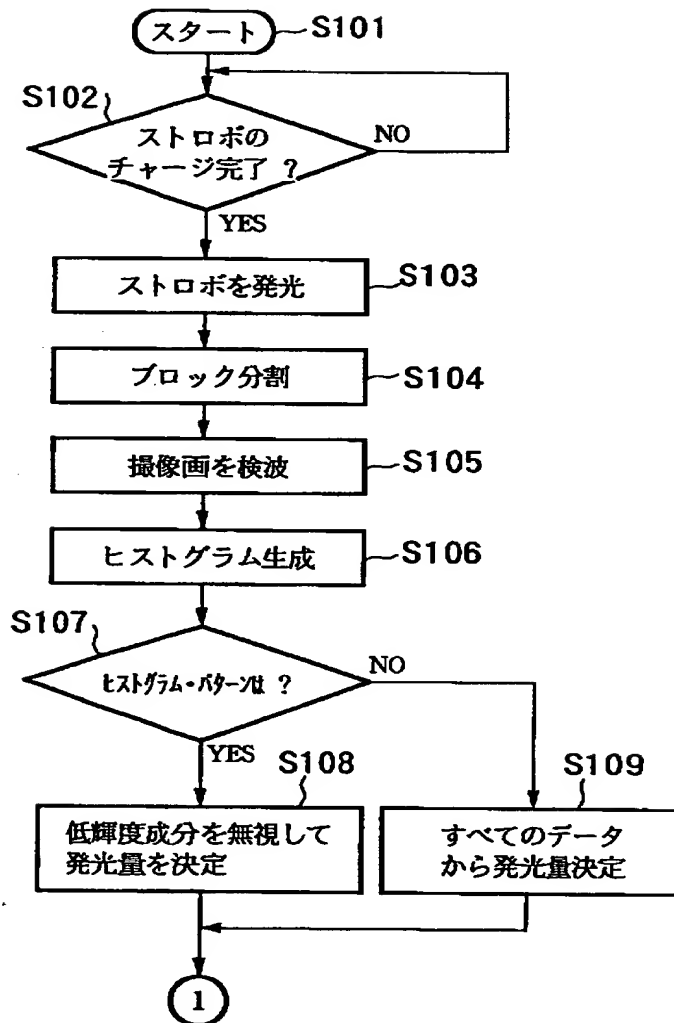 スタート
S101
S102
ストロボの
チャージ完了 ?
NO
YES
ストロボを発光
S103
ブロック分割
S104
撮像画を検波
S105
ヒストグラム生成
S106
S107
ヒストグラム・パターンは ?
NO
YES
S108
低輝度成分を無視して
発光量を決定
S109
すべてのデータ
から発光量決定
1